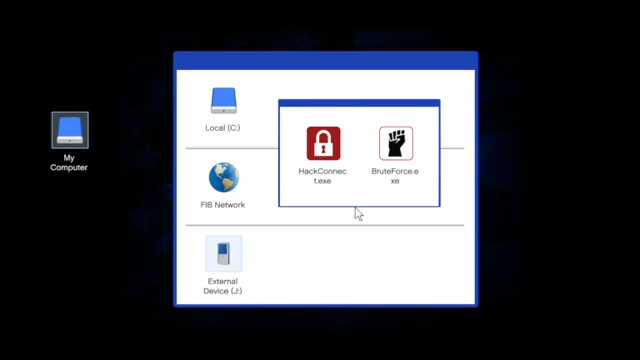 My
Computer
Local (C:)
HackConnec
t.exe
BruteForce.e
xe
FIB Network
External
Device (J:)